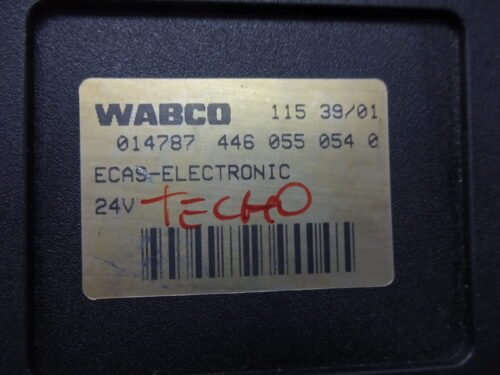 WABCO 115 39/01
014787 446 055 054 0
ECAS-ELECTRONIC
24V TECHO